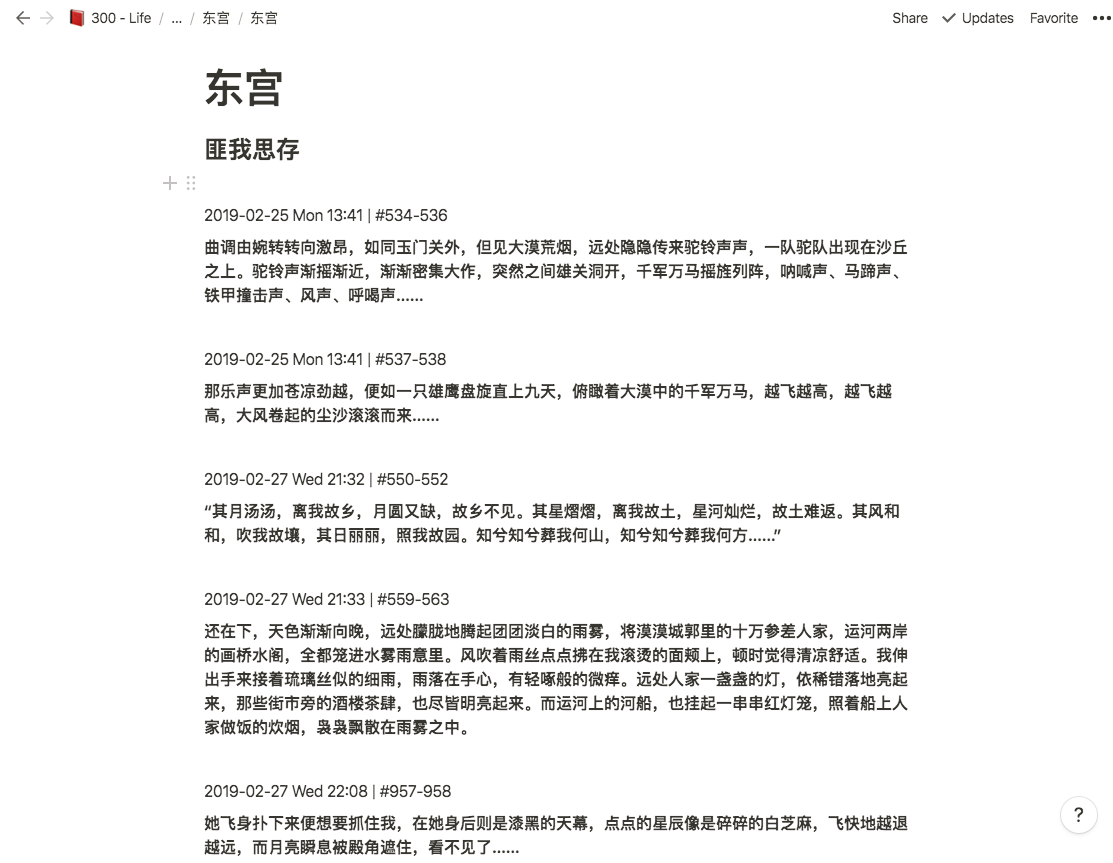 300 - Life / ... / 东宫 / 东宫
Share Updates Favorite
东宫
匪我思存
2019-02-25 Mon 13:41 | #534-536
曲调由婉转转向激昂，如同玉门关外，但见大漠荒烟，远处隐隐传来驼铃声声，一队驼队出现在沙丘
之上。驼铃声渐摇渐近，渐渐密集大作，突然之间雄关洞开，千军万马摇旌列阵，呐喊声、马蹄声、
铁甲撞击声、风声、呼喝声……
2019-02-25 Mon 13:41 | #537-538
那乐声更加苍凉劲越，便如一只雄鹰盘旋直上九天，俯瞰着大漠中的千军万马，越飞越高，越飞越
高，大风卷起的尘沙滚滚而来……
2019-02-27 Wed 21:32 | #550-552
“其月汤汤，离我故乡，月圆又缺，故乡不见。其星熠熠，离我故土，星河灿烂，故土难返。其风和
和，吹我故壤，其日丽丽，照我故园。知兮知兮葬我何山，知兮知兮葬我何方……”
2019-02-27 Wed 21:33 | #559-563
还在下，天色渐渐向晚，远处朦胧地腾起团团淡白的雨雾，将漠漠城郭里的十万参差人家，运河两岸
的画桥水阁，全都笼进水雾雨意里。风吹着雨丝点点拂在我滚烫的面颊上，顿时觉得清凉舒适。我伸
出手来接着琉璃丝似的细雨，雨落在手心，有轻啄般的微痒。远处人家一盏盏的灯，依稀错落地亮起
来，那些街市旁的酒楼茶肆，也尽皆明亮起来。而运河上的河船，也挂起一串串红灯笼，照着船上人
家做饭的炊烟，袅袅飘散在雨雾之中。
2019-02-27 Wed 22:08 | #957-958
她飞身扑下来便想要抓住我，在她身后则是漆黑的天幕，点点的星辰像是碎碎的白芝麻，飞快地越退
越远，而月亮瞬息被殿角遮住，看不见了……
?